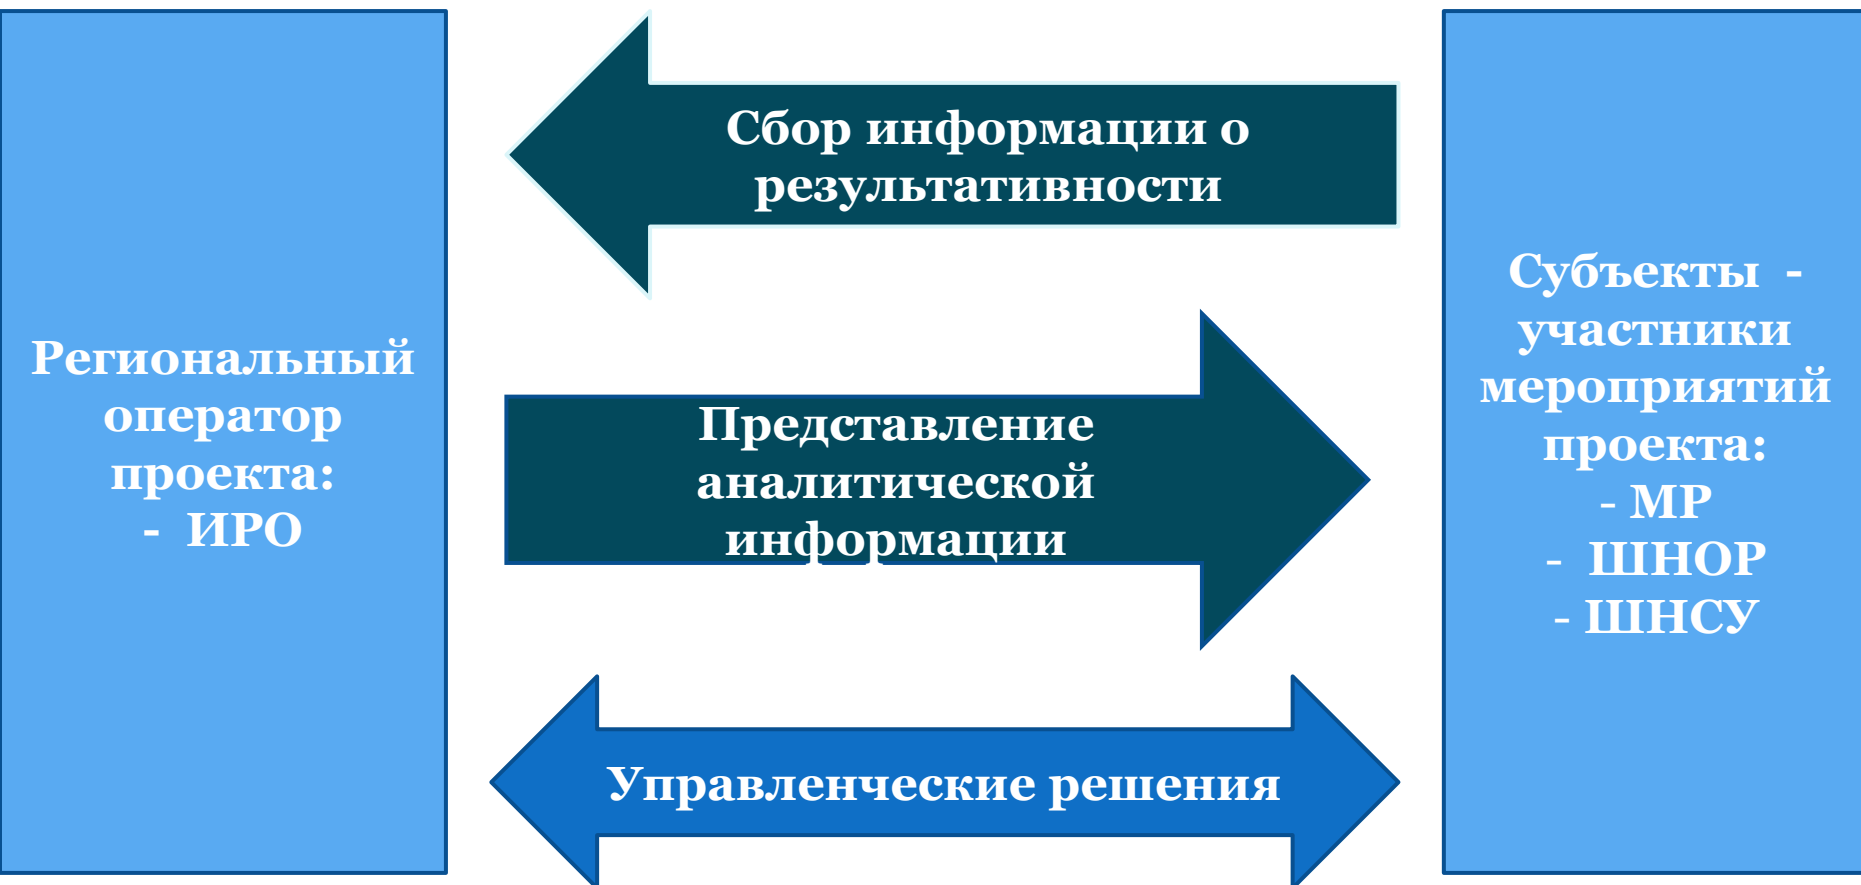 Региональный
оператор
проекта:
- ИРО
Сбор информации о
результативности
Представление
аналитической
информации
Управленческие решения
Субъекты -
участники
мероприятий
проекта:
- МР
- ШНОР
- ШНСУ